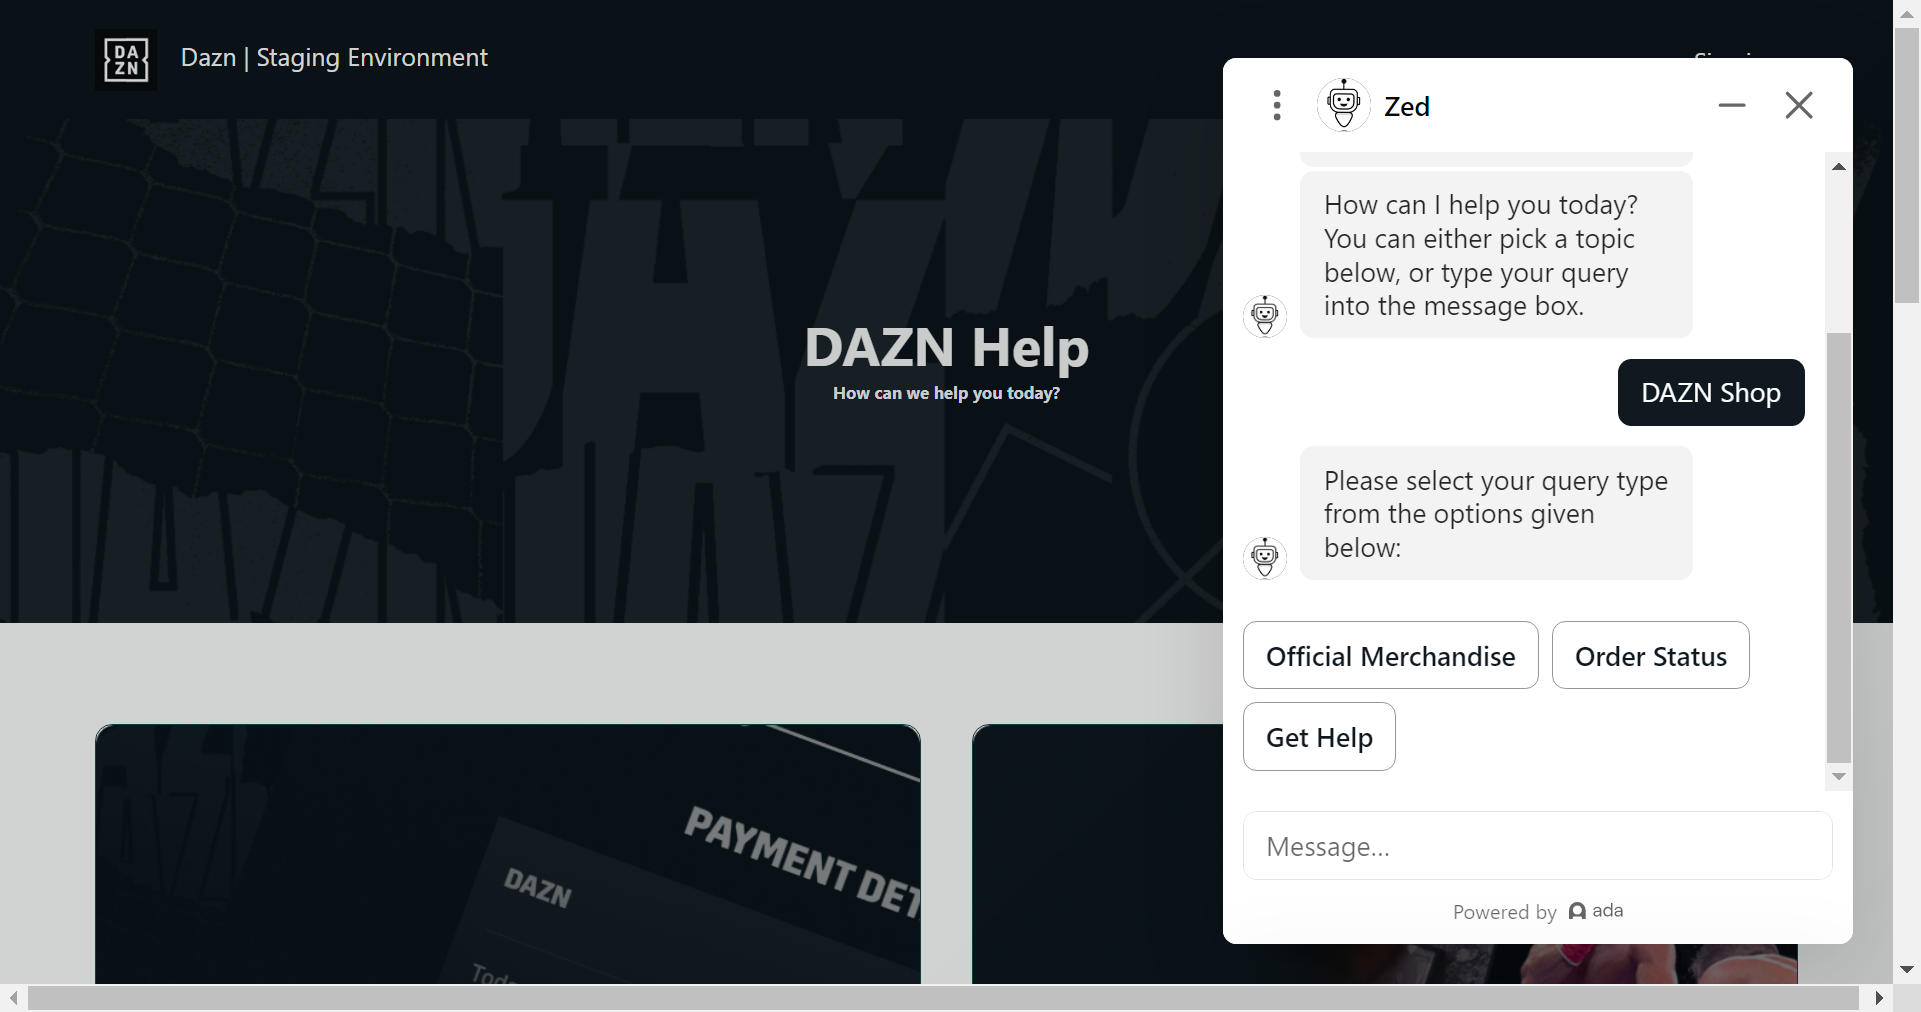 DA
ZN
Dazn | Staging Environment
DAZN Help
How can we help you today?
PAYMENT DET
DAZN
Zed
How can I help you today?
You can either pick a topic
below, or type your query
into the message box.
DAZN Shop
Please select your query type
from the options given
below:
Official Merchandise
Order Status
Get Help
Message...
Powered by ada